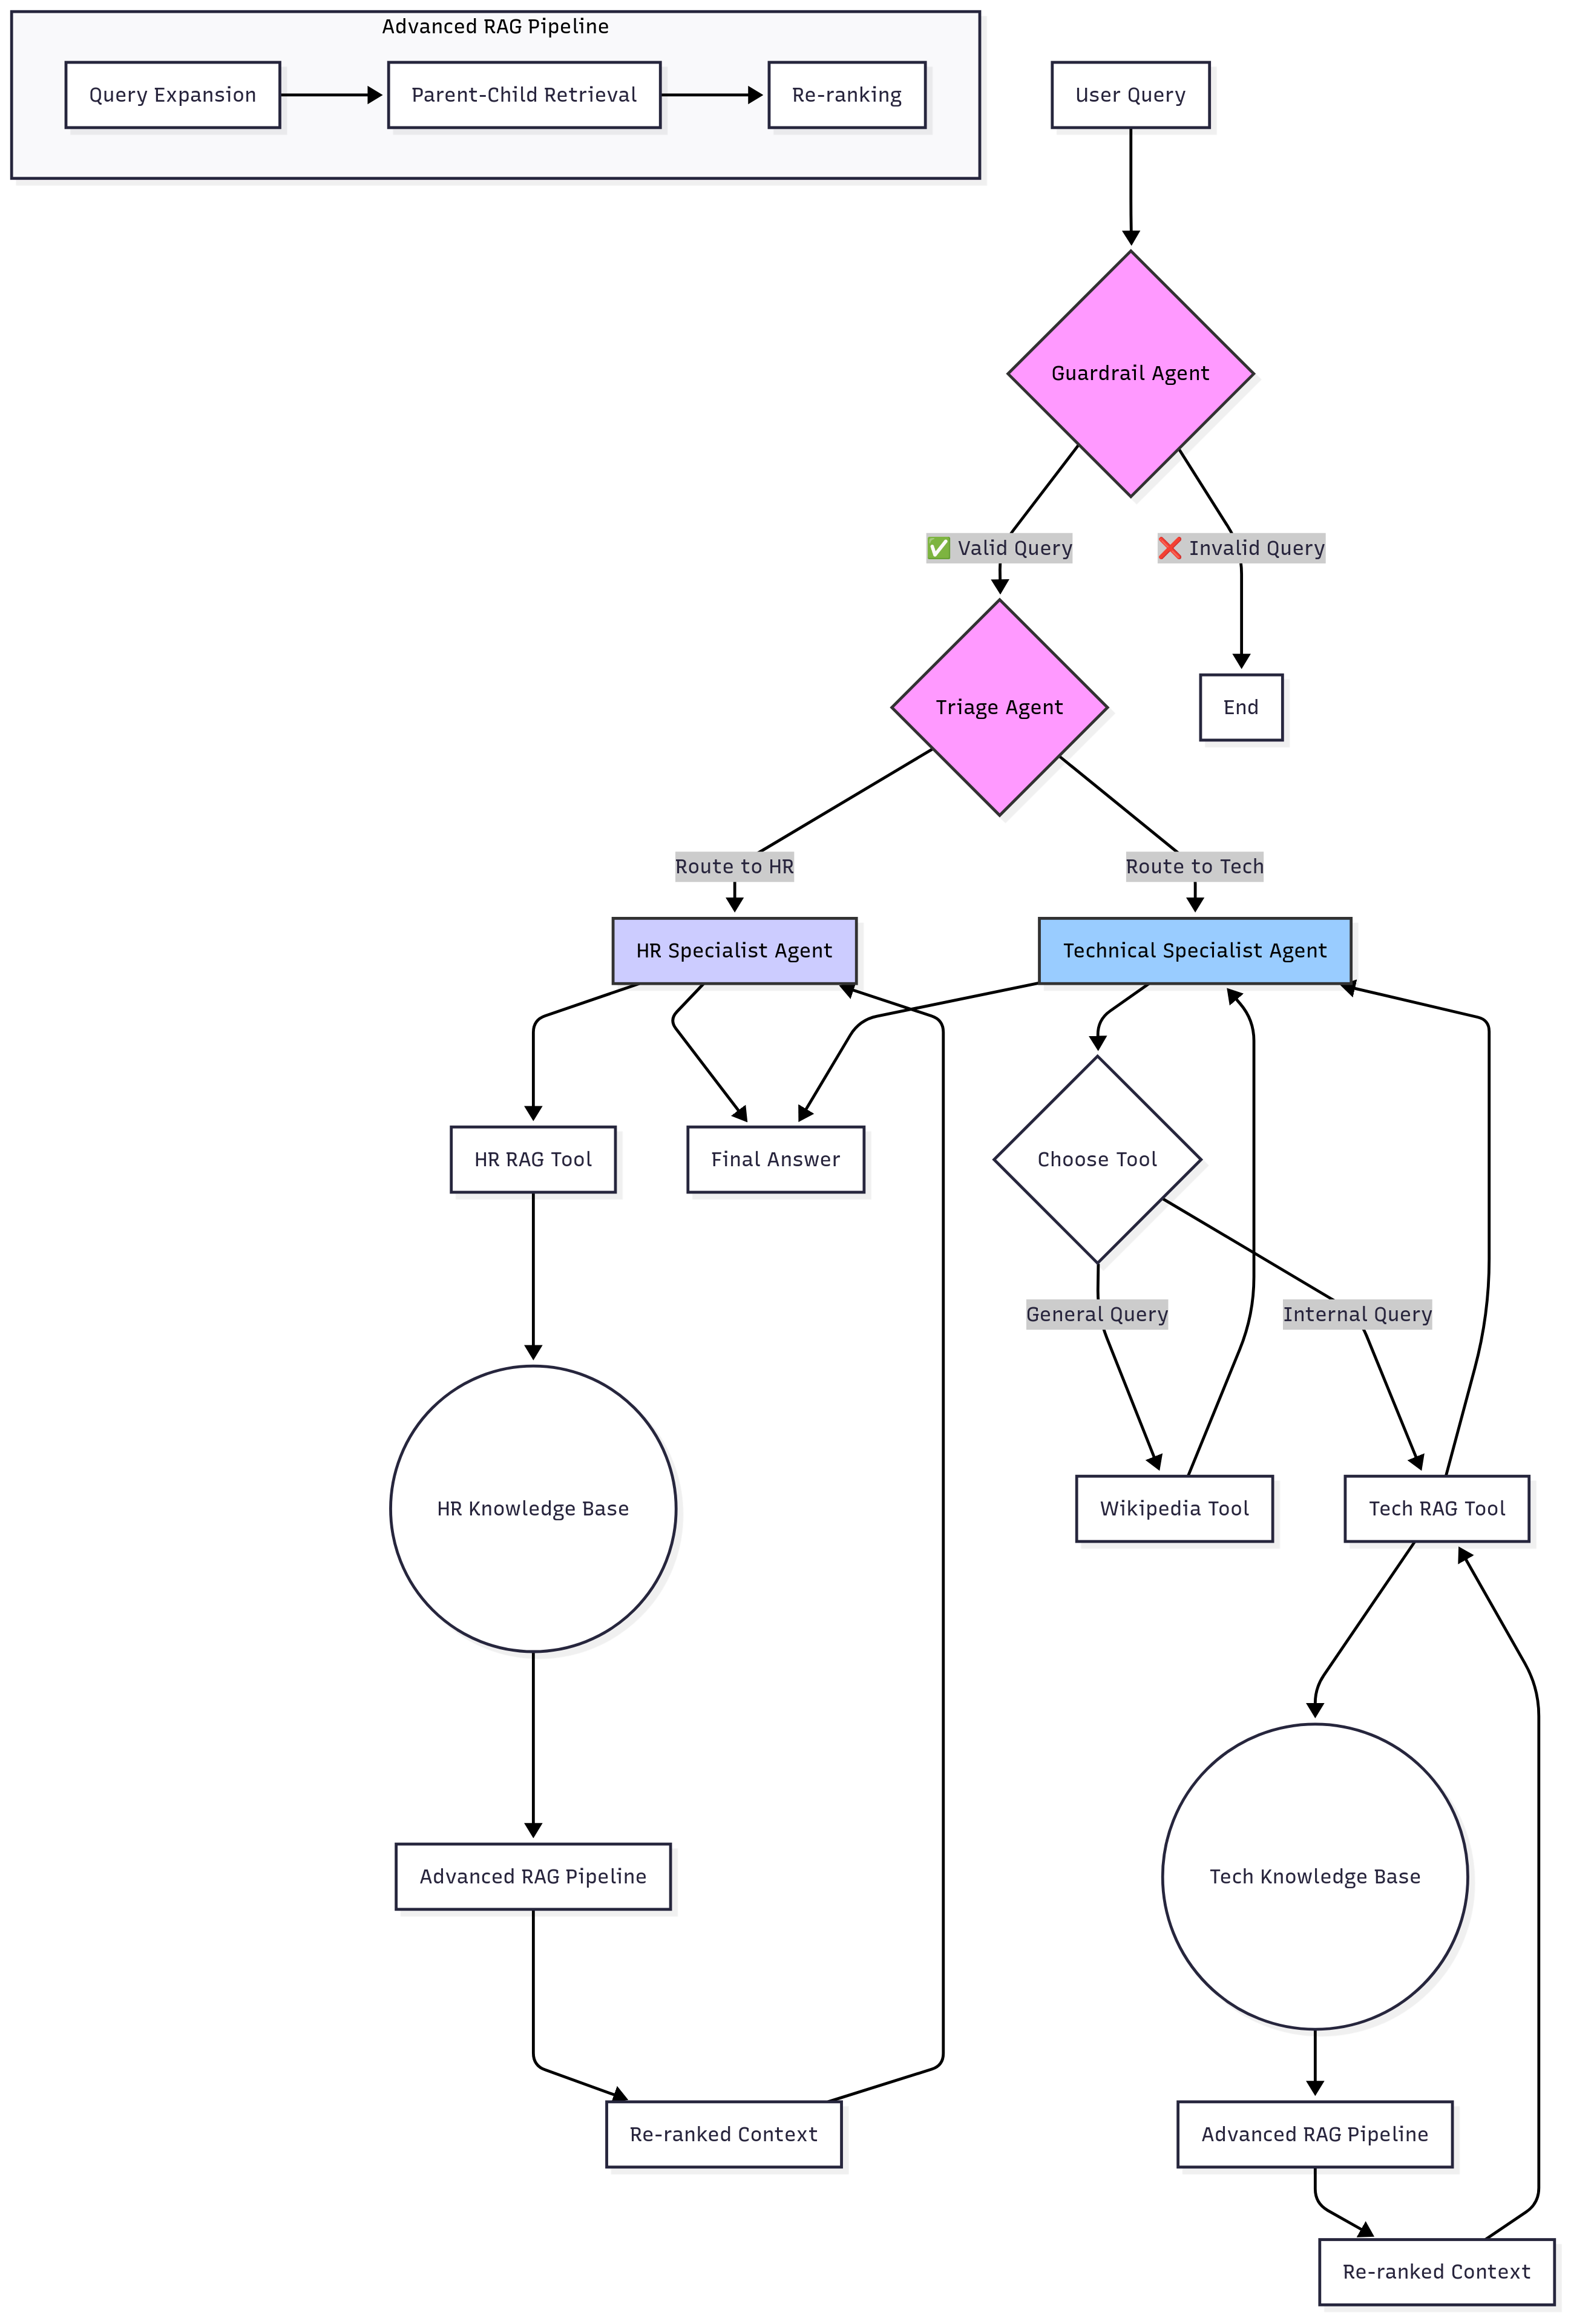 Advanced RAG Pipeline
Query Expansion
Parent-Child Retrieval
Re-ranking
User Query
Guardrail Agent
✅ Valid Query
❌ Invalid Query
Triage Agent
End
Route to HR
Route to Tech
HR Specialist Agent
Technical Specialist Agent
HR RAG Tool
Final Answer
Choose Tool
General Query
Internal Query
HR Knowledge Base
Wikipedia Tool
Tech RAG Tool
Advanced RAG Pipeline
Tech Knowledge Base
Re-ranked Context
Advanced RAG Pipeline
Re-ranked Context